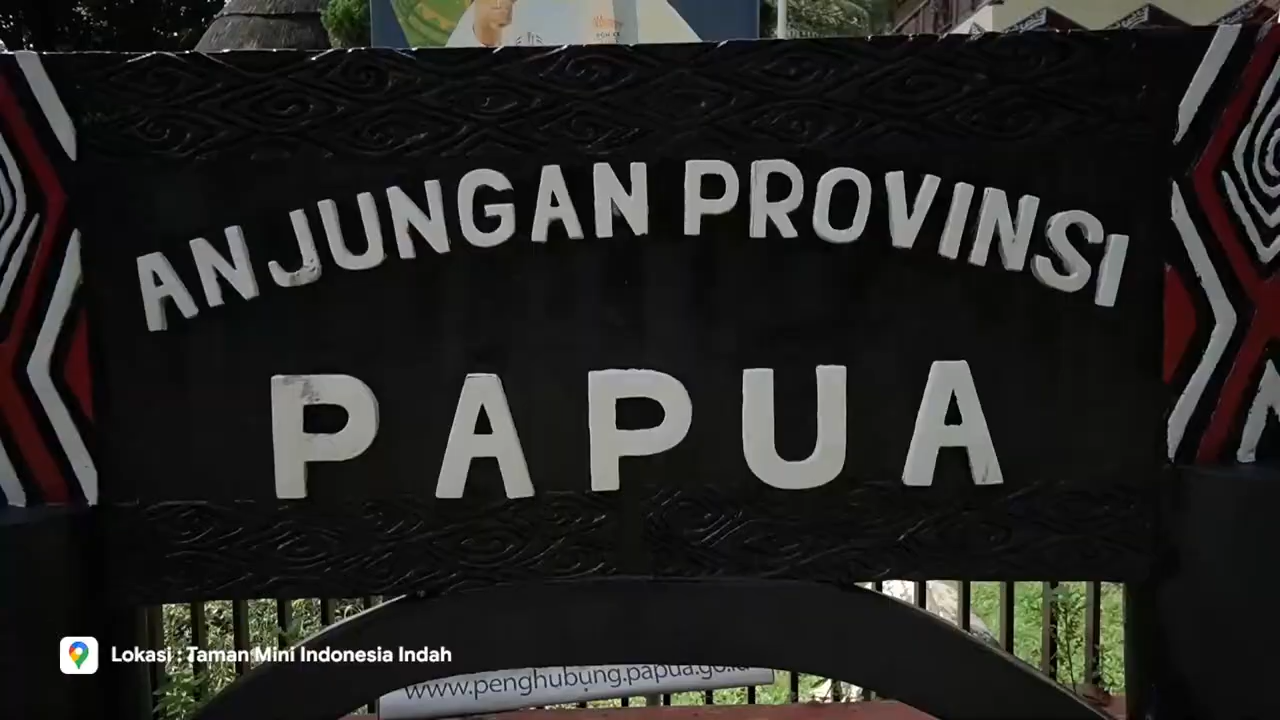 ANJUNGAN PROVINSI
PAPUA
Lokasi : Taman Mini Indonesia Indah
www.penghubung.papua.go.id